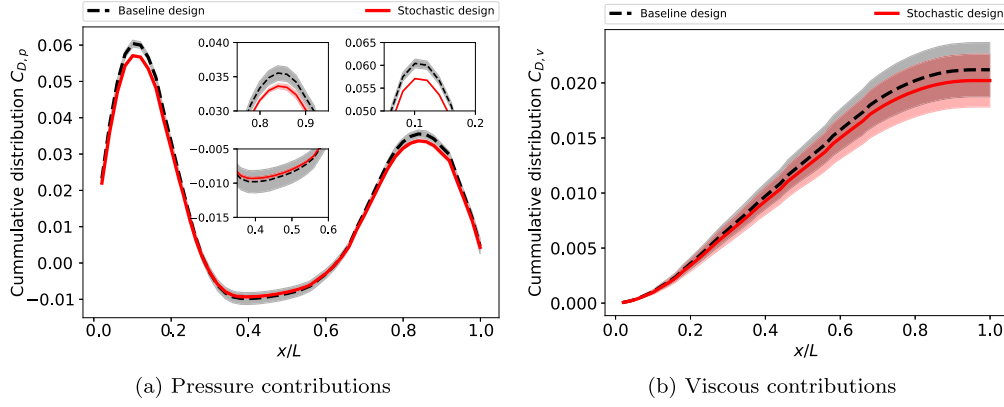 Baseline design Stochastic design
Cummulative distribution C_{D,p}
0.06
0.05
0.04
0.03
0.02
0.01
0.00
−0.01
0.0 0.2 0.4 0.6 0.8 1.0
x/L
0.040
0.035
0.030
0.8 0.9
0.065
0.060
0.055
0.050
0.1 0.2
−0.005
−0.010
−0.015
0.4 0.5 0.6
(a) Pressure contributions
Baseline design Stochastic design
Cummulative distribution C_{D,v}
0.020
0.015
0.010
0.005
0.000
0.0 0.2 0.4 0.6 0.8 1.0
x/L
(b) Viscous contributions